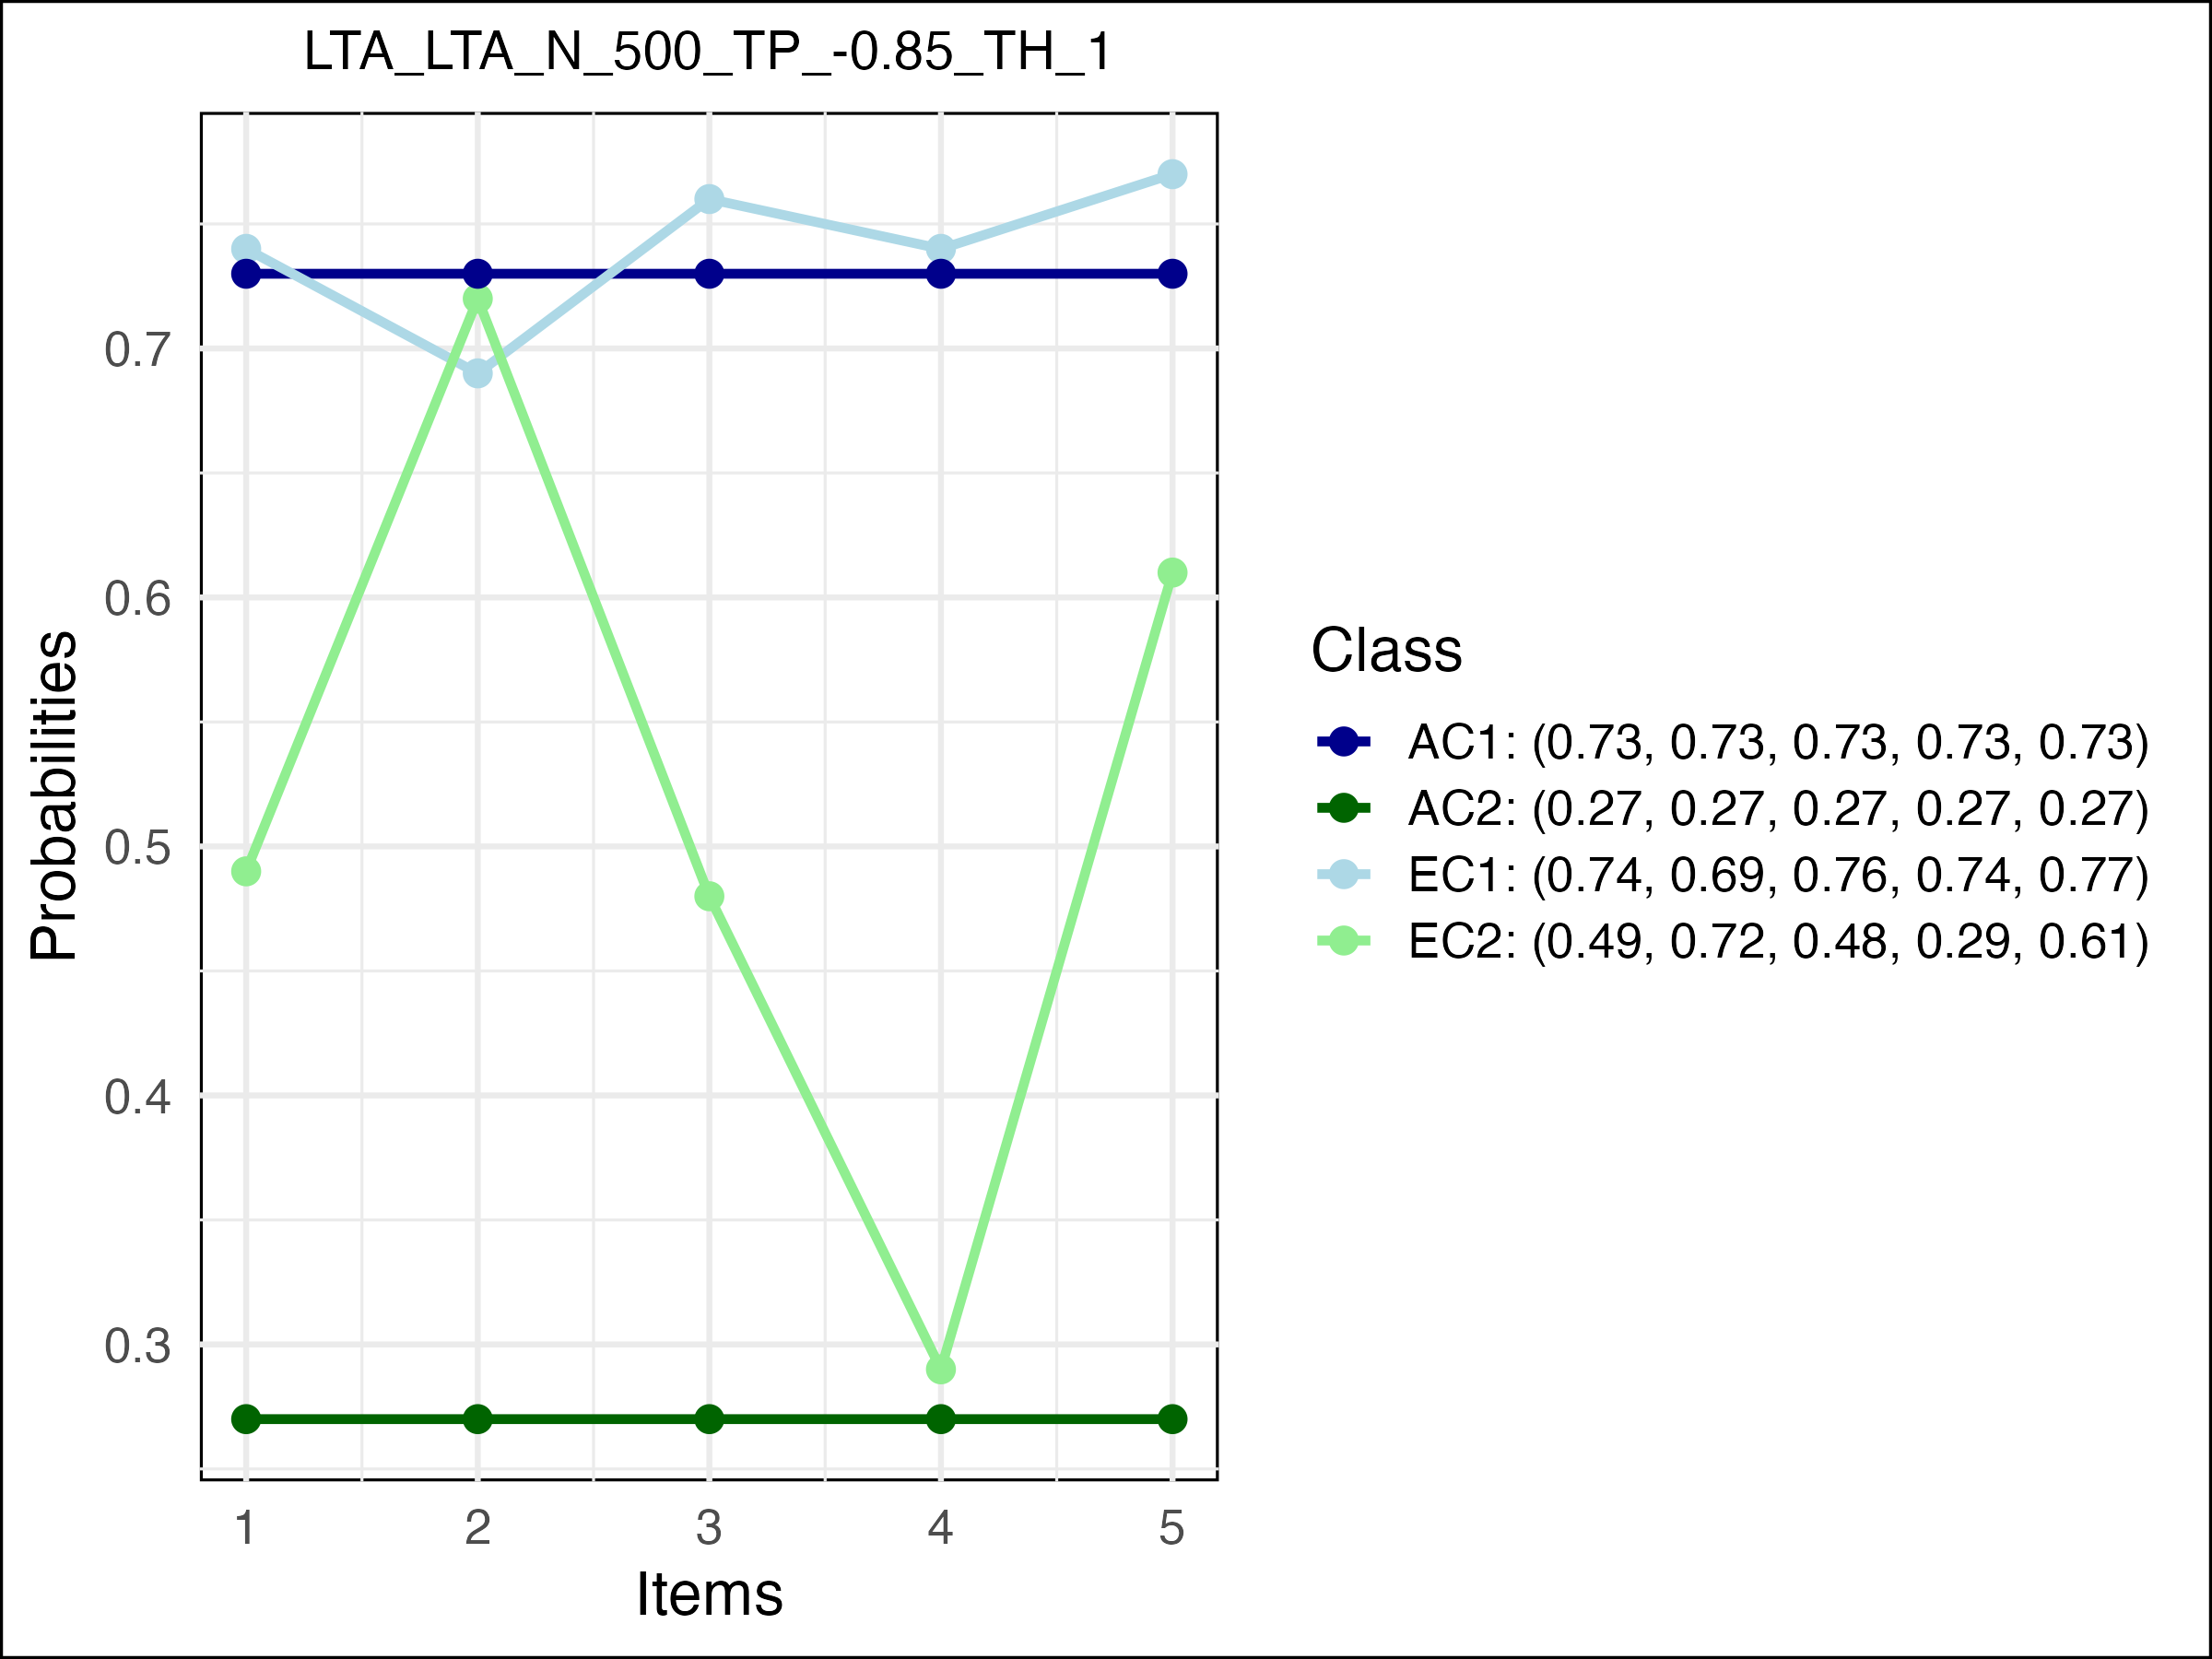 LTA_LTA_N_500_TP_-0.85_TH_1
Probabilities
0.7
0.6
0.5
0.4
0.3
1 2 3 4 5
Items
Class
AC1: (0.73, 0.73, 0.73, 0.73, 0.73)
AC2: (0.27, 0.27, 0.27, 0.27, 0.27)
EC1: (0.74, 0.69, 0.76, 0.74, 0.77)
EC2: (0.49, 0.72, 0.48, 0.29, 0.61)